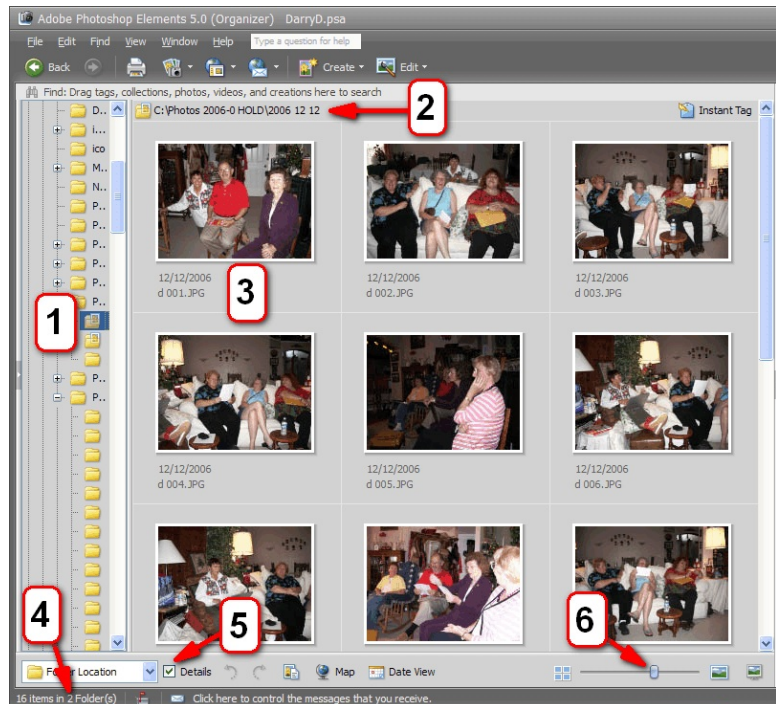 Adobe Photoshop Elements 5.0 (Organizer) DarryD.psa
File Edit Find View Window Help Type a question for help
Back Create Edit
Find: Drag tags, collections, photos, videos, and creations here to search
C:\Photos 2006-0 HOLD\2006 12 12
2
Instant Tag
D..
i...
ico
M..
N..
P..
P..
P..
P..
P..
P..
1
P..
P..
12/12/2006
d 001.JPG
3
12/12/2006
d 002.JPG
12/12/2006
d 003.JPG
12/12/2006
d 004.JPG
12/12/2006
d 005.JPG
12/12/2006
d 006.JPG
4
5
6
Location Details Map Date View
16 items in 2 Folder(s) Click here to control the messages that you receive.